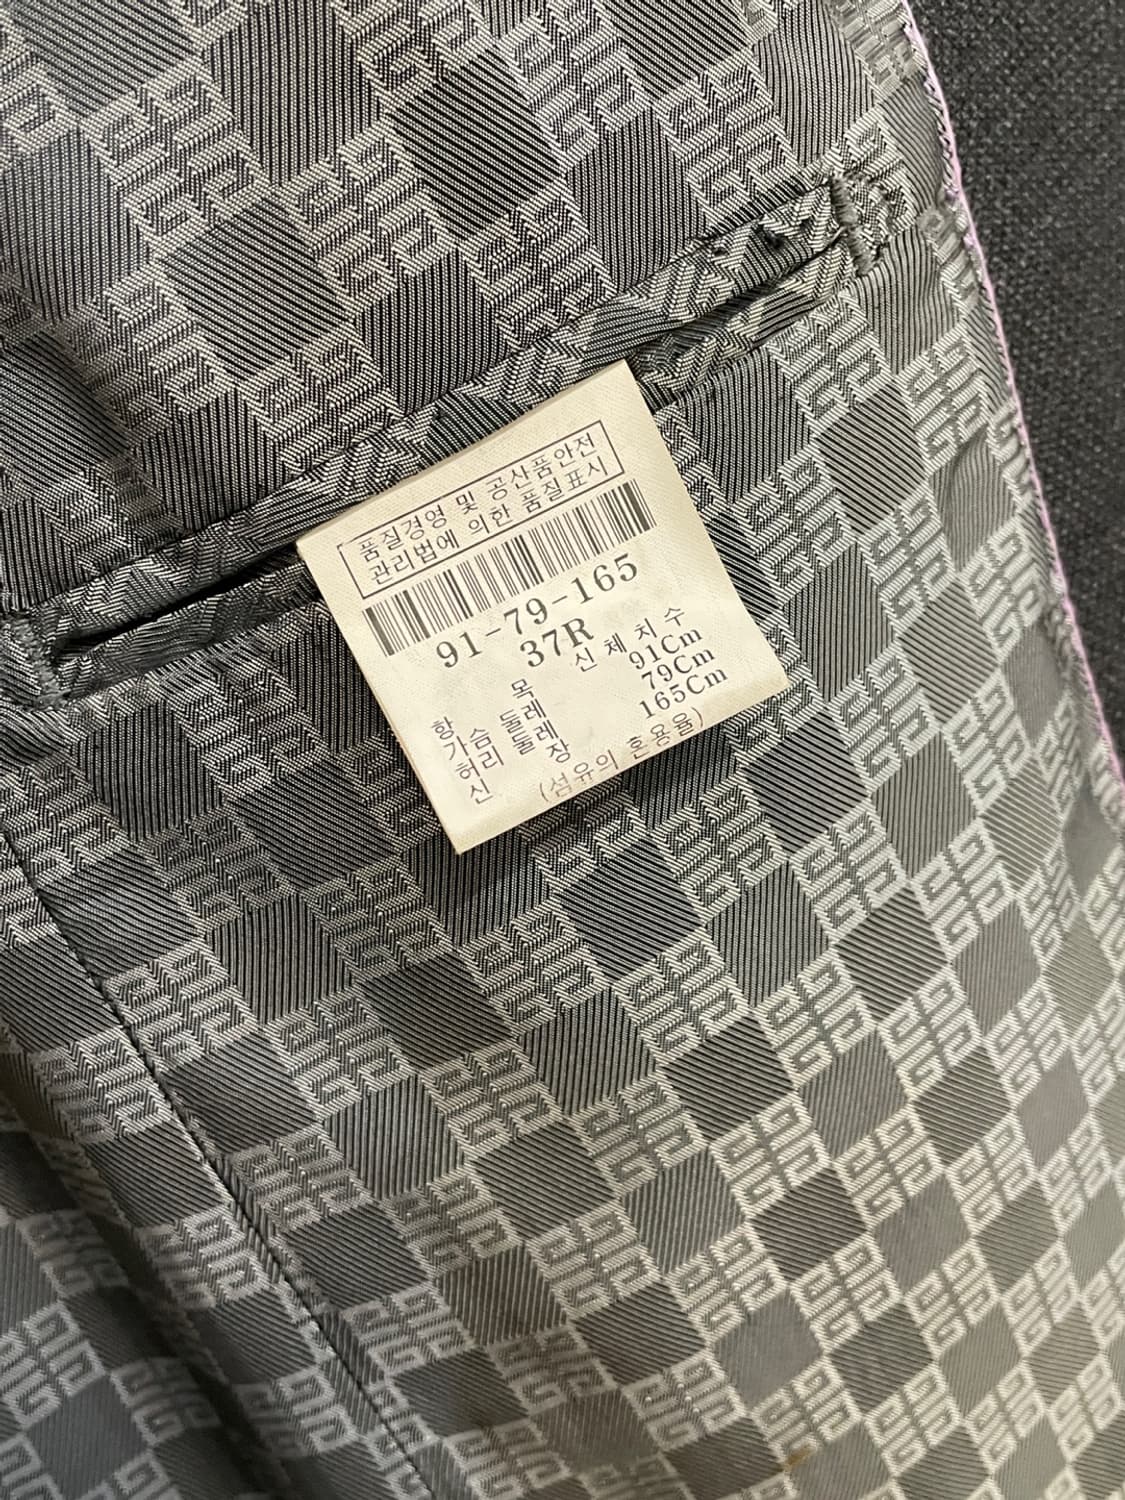 품질경영 및 공산품안전
관리법에 의한 품질표시
91-79-165
37R
항 목 신체치수
가슴둘레 91Cm
허리둘레 79Cm
신 장 165Cm
(섬유의 혼용율)